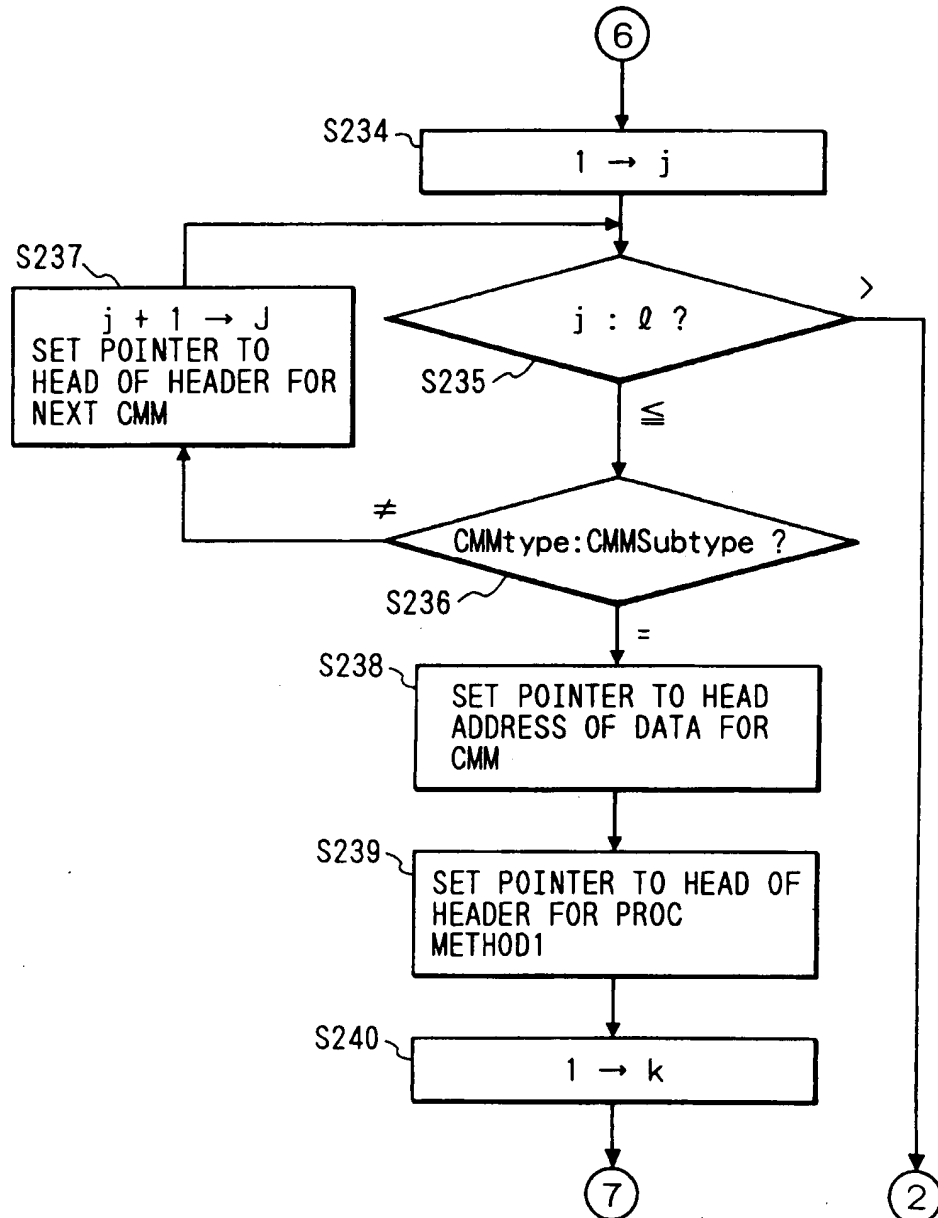 6
S234
1 → j
S237
j + 1 → J
SET POINTER TO
HEAD OF HEADER FOR
NEXT CMM
j : ℓ ?
>
S235
≦
≠
CMMtype:CMMSubtype ?
S236
=
S238
SET POINTER TO HEAD
ADDRESS OF DATA FOR
CMM
S239
SET POINTER TO HEAD OF
HEADER FOR PROC
METHOD1
S240
1 → k
7
2